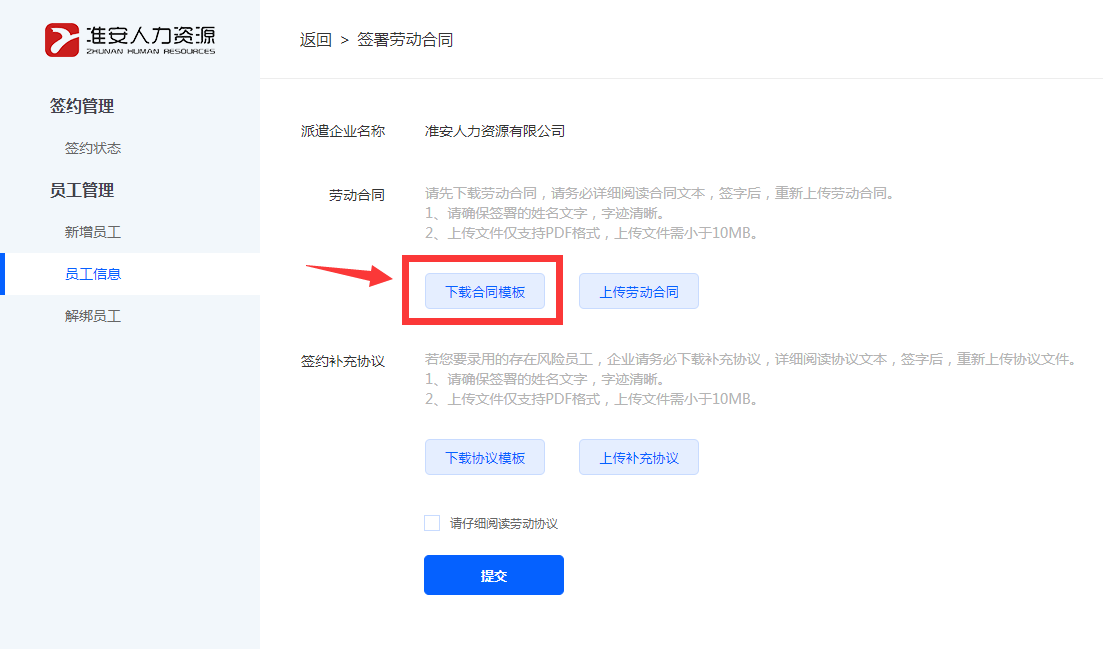 准安人力资源
ZHUNAN HUMAN RESOURCES
签约管理
签约状态
员工管理
新增员工
员工信息
解绑员工
返回 > 签署劳动合同
派遣企业名称 准安人力资源有限公司
劳动合同 请先下载劳动合同，请务必详细阅读合同文本，签字后，重新上传劳动合同。
1、请确保签署的姓名文字，字迹清晰。
2、上传文件仅支持PDF格式，上传文件需小于10MB。
下载合同模板 上传劳动合同
签约补充协议 若您要录用的存在风险员工，企业请务必下载补充协议，详细阅读协议文本，签字后，重新上传协议文件。
1、请确保签署的姓名文字，字迹清晰。
2、上传文件仅支持PDF格式，上传文件需小于10MB。
下载协议模板 上传补充协议
请仔细阅读劳动协议
提交